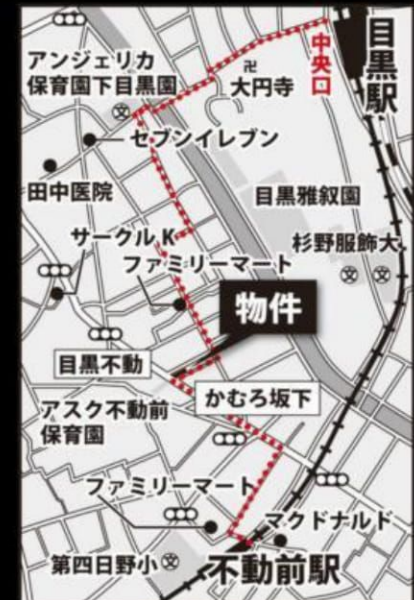 目黒駅
中央口
アンジェリカ
保育園下目黒園
卍
大円寺
文
セブンイレブン
田中医院
目黒雅叙園
サークルK
杉野服飾大
文 文
ファミリーマート
物件
目黒不動
かむろ坂下
アスク不動前
保育園
ファミリーマート
マクドナルド
第四日野小文
不動前駅